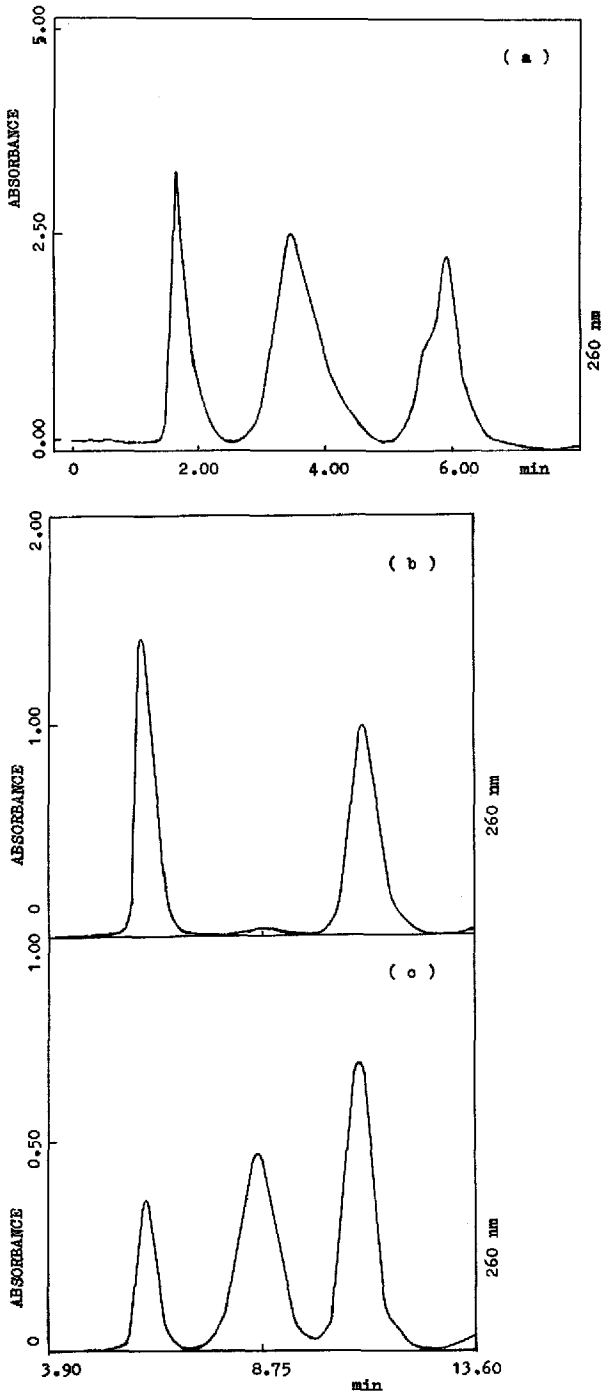 5.00
( a )
ABSORBANCE
2.50
260 nm
0.00
0 2.00 4.00 6.00 min
2.00
( b )
1.00
ABSORBANCE
260 nm
0
1.00
( c )
0.50
ABSORBANCE
260 nm
0
3.90 8.75 min 13.60